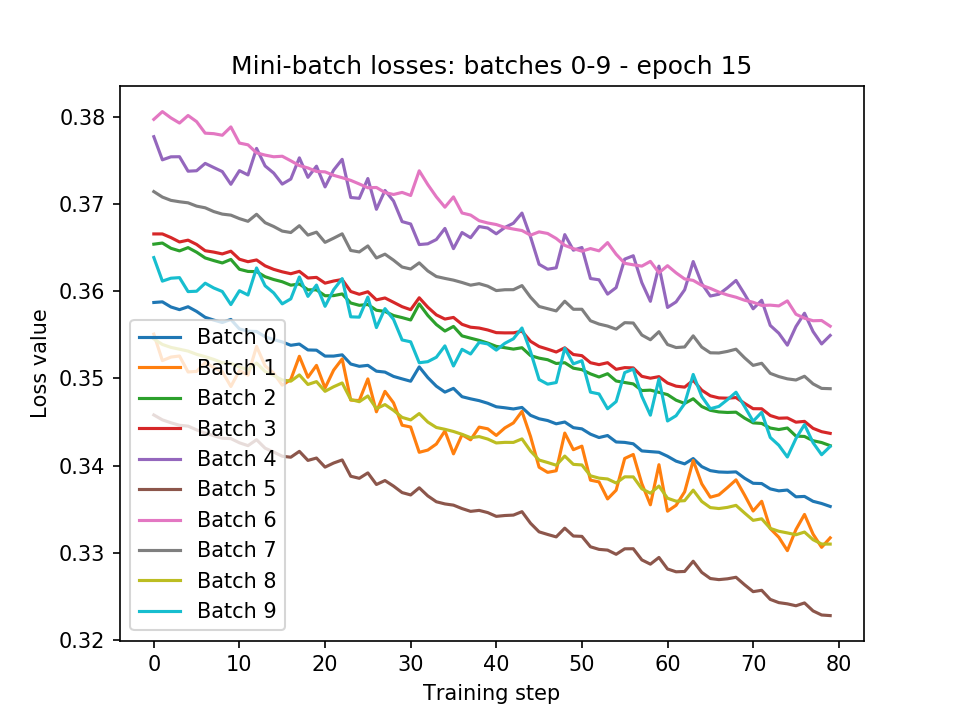 Mini-batch losses: batches 0-9 - epoch 15
Loss value
0.38
0.37
0.36
0.35
0.34
0.33
0.32
Batch 0
Batch 1
Batch 2
Batch 3
Batch 4
Batch 5
Batch 6
Batch 7
Batch 8
Batch 9
0 10 20 30 40 50 60 70 80
Training step